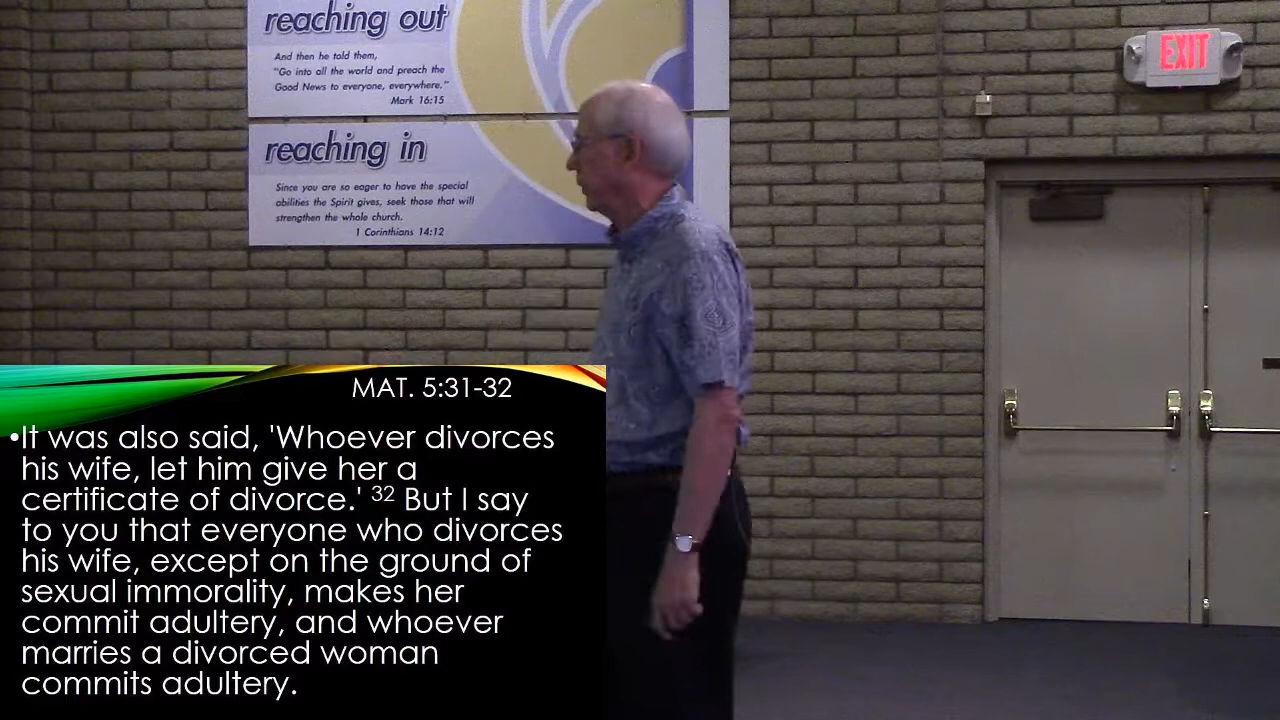 reaching out
And then he told them,
"Go into all the world and preach the
Good News to everyone, everywhere."
Mark 16:15
reaching in
Since you are so eager to have the special
abilities the Spirit gives, seek those that will
strengthen the whole church.
1 Corinthians 14:12
EXIT
MAT. 5:31-32
•It was also said, 'Whoever divorces
his wife, let him give her a
certificate of divorce.' 32 But I say
to you that everyone who divorces
his wife, except on the ground of
sexual immorality, makes her
commit adultery, and whoever
marries a divorced woman
commits adultery.